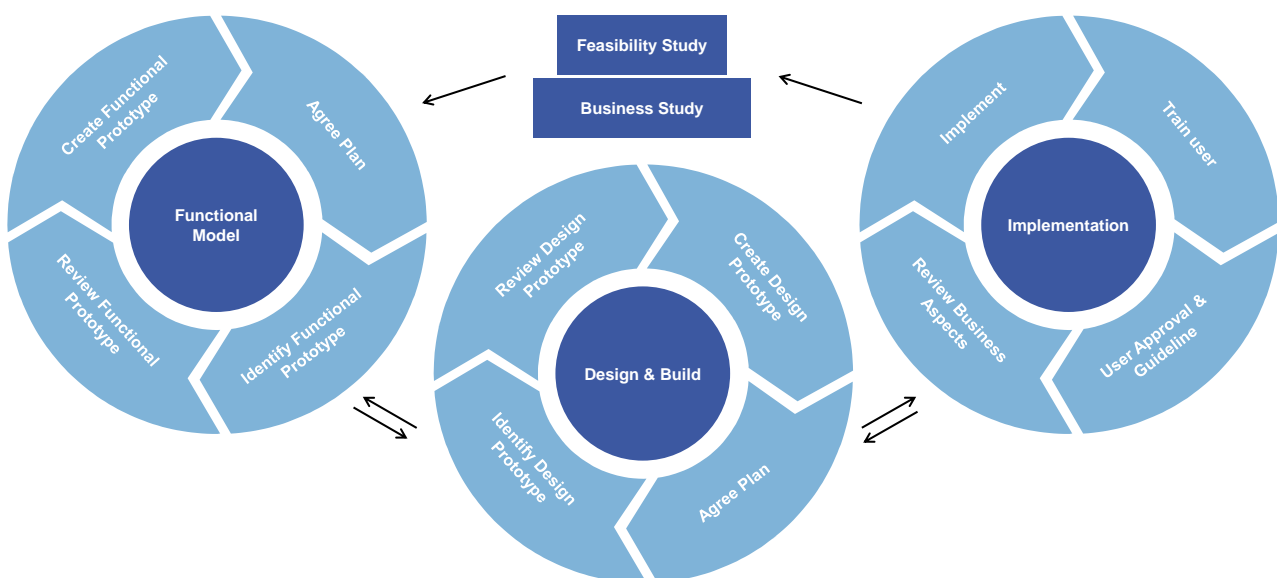 Feasibility Study
Business Study
Create Functional
Prototype
Agree Plan
Identify Functional
Prototype
Review Functional
Prototype
Functional
Model
Review Design
Prototype
Create Design
Prototype
Agree Plan
Identify Design
Prototype
Design & Build
Implement
Train user
User Approval &
Guideline
Review Business
Aspects
Implementation